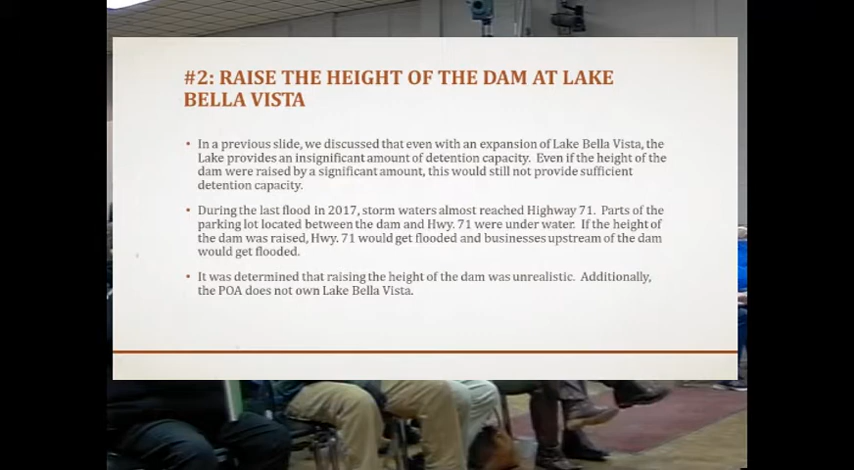 #2: RAISE THE HEIGHT OF THE DAM AT LAKE
BELLA VISTA
• In a previous slide, we discussed that even with an expansion of Lake Bella Vista, the
Lake provides an insignificant amount of detention capacity. Even if the height of the
dam were raised by a significant amount, this would still not provide sufficient
detention capacity.
• During the last flood in 2017, storm waters almost reached Highway 71. Parts of the
parking lot located between the dam and Hwy. 71 were under water. If the height of
the dam was raised, Hwy. 71 would get flooded and businesses upstream of the dam
would get flooded.
• It was determined that raising the height of the dam was unrealistic. Additionally,
the POA does not own Lake Bella Vista.